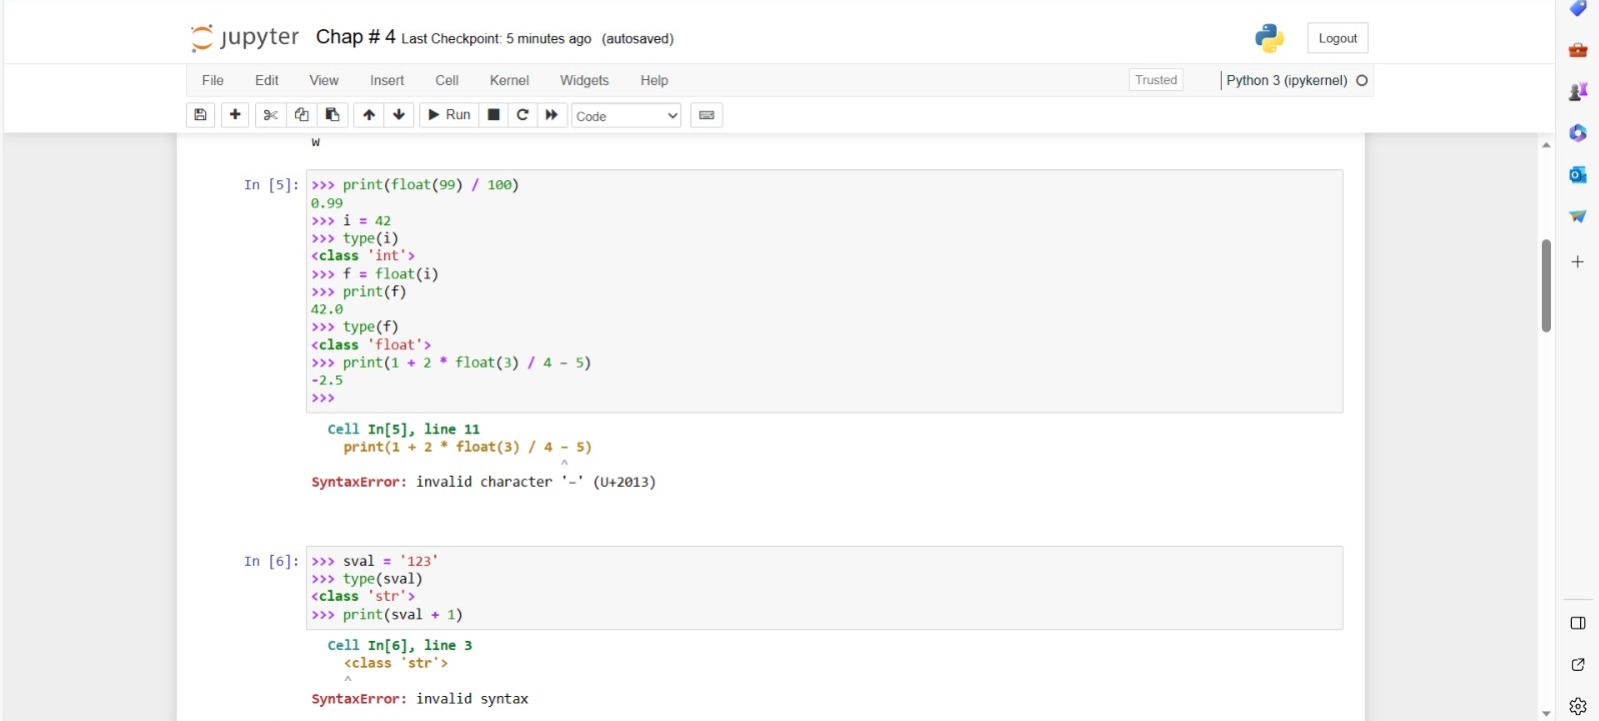 jupyter Chap # 4 Last Checkpoint: 5 minutes ago (autosaved) Logout
File Edit View Insert Cell Kernel Widgets Help Trusted Python 3 (ipykernel)
Run Code
W
In [5]: >>> print(float(99) / 100)
0.99
>>> i = 42
>>> type(i)
<class 'int'>
>>> f = float(i)
>>> print(f)
42.0
>>> type(f)
<class 'float'>
>>> print(1 + 2 * float(3) / 4 – 5)
-2.5
>>>
Cell In[5], line 11
print(1 + 2 * float(3) / 4 – 5)
^
SyntaxError: invalid character '–' (U+2013)
In [6]: >>> sval = '123'
>>> type(sval)
<class 'str'>
>>> print(sval + 1)
Cell In[6], line 3
<class 'str'>
^
SyntaxError: invalid syntax